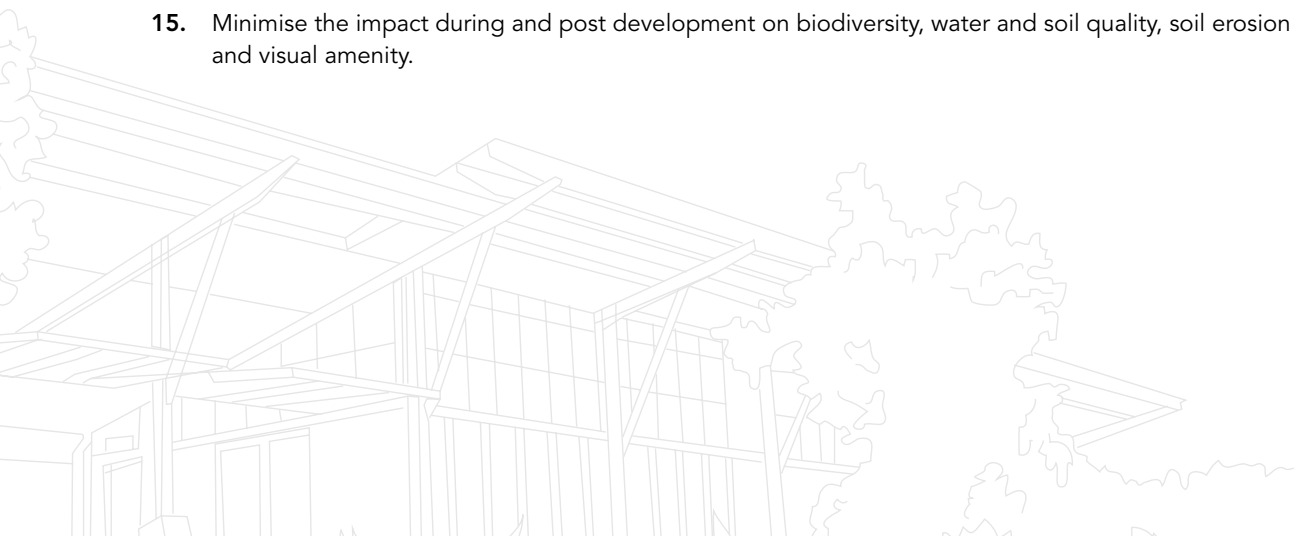 15. Minimise the impact during and post development on biodiversity, water and soil quality, soil erosion
and visual amenity.